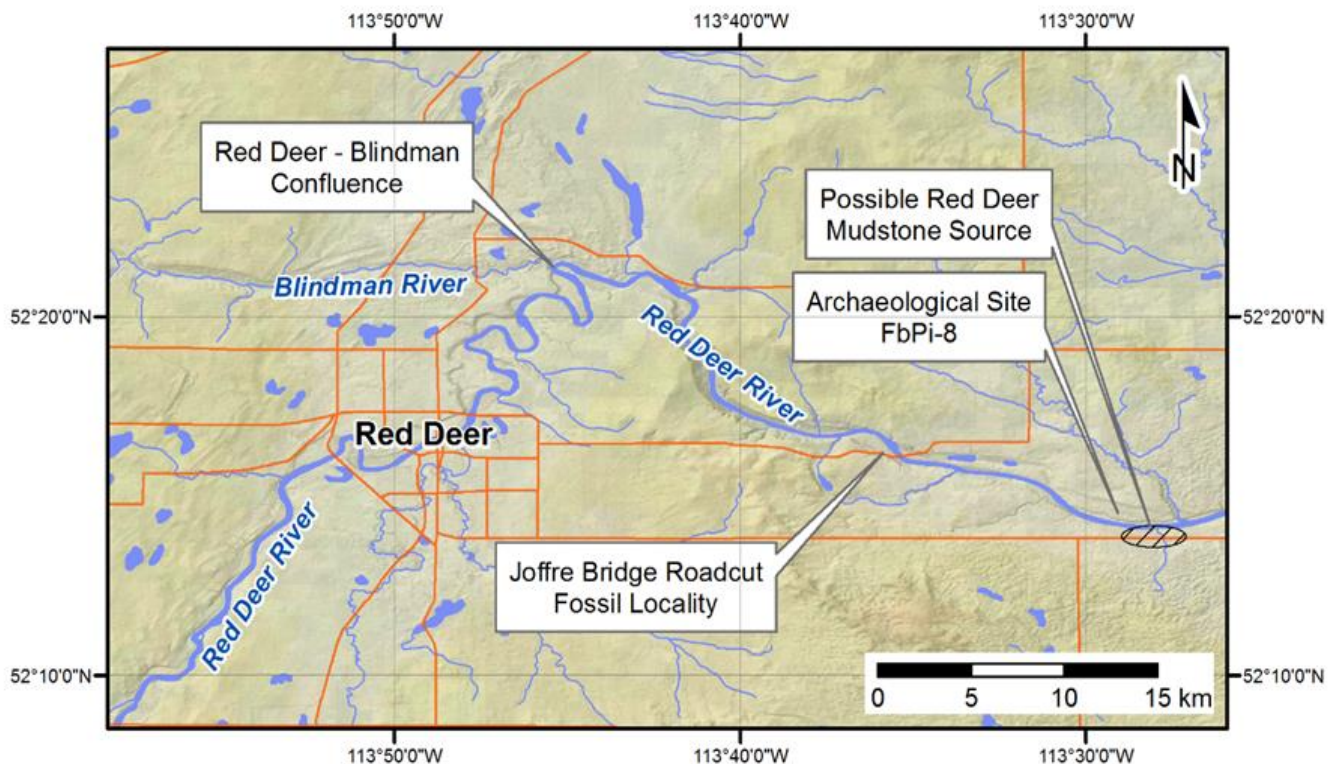 113°50'0"W
113°40'0"W
113°30'0"W
Red Deer - Blindman
Confluence
Possible Red Deer
Mudstone Source
N
Blindman River
Archaeological Site
FbPi-8
52°20'0"N
52°20'0"N
Red Deer River
Red Deer
Red Deer River
Joffre Bridge Roadcut
Fossil Locality
52°10'0"N
52°10'0"N
0 5 10 15 km
113°50'0"W
113°40'0"W
113°30'0"W